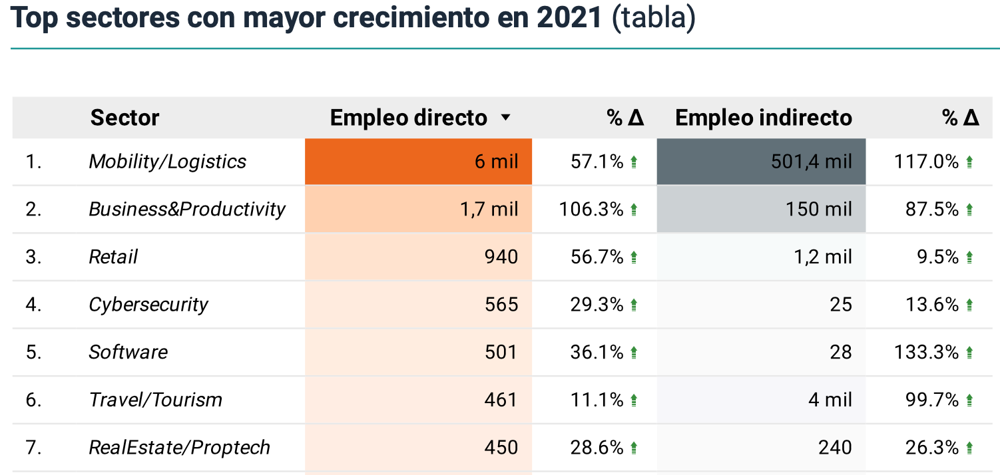 Top sectores con mayor crecimiento en 2021 (tabla)
Sector Empleo directo ▼ % Δ Empleo indirecto % Δ
1. Mobility/Logistics 6 mil 57.1% 501,4 mil 117.0%
2. Business&Productivity 1,7 mil 106.3% 150 mil 87.5%
3. Retail 940 56.7% 1,2 mil 9.5%
4. Cybersecurity 565 29.3% 25 13.6%
5. Software 501 36.1% 28 133.3%
6. Travel/Tourism 461 11.1% 4 mil 99.7%
7. RealEstate/Proptech 450 28.6% 240 26.3%